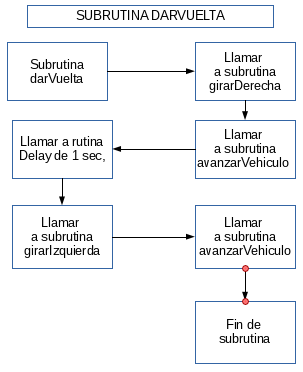 SUBRUTINA DARVUELTA
Subrutina
darVuelta
Llamar
a subrutina
girarDerecha
Llamar a rutina
Delay de 1 sec,
Llamar
a subrutina
avanzarVehiculo
Llamar
a subrutina
girarIzquierda
Llamar
a subrutina
avanzarVehiculo
Fin de
subrutina